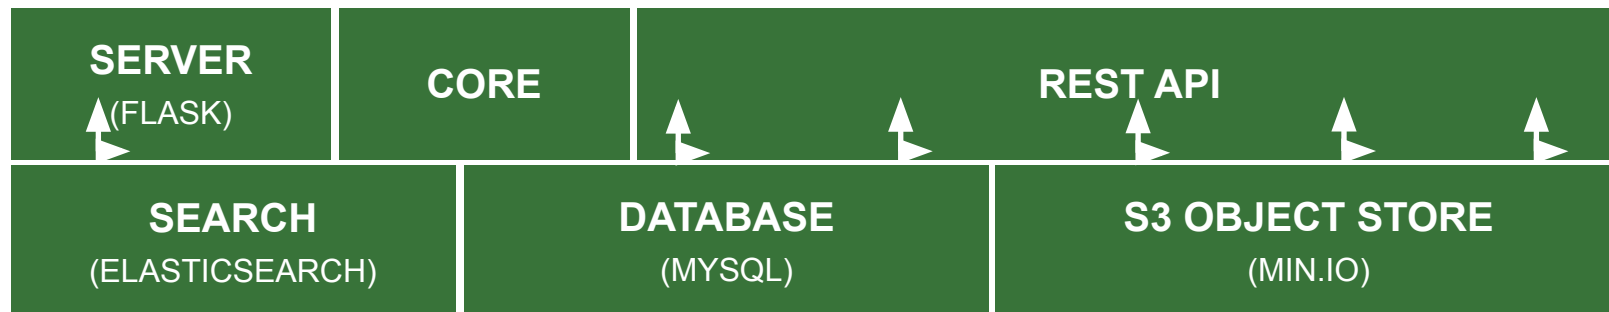 SERVER
(FLASK)
CORE
REST API
SEARCH
(ELASTICSEARCH)
DATABASE
(MYSQL)
S3 OBJECT STORE
(MIN.IO)